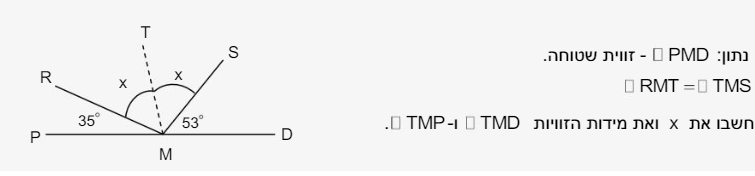 T
S
R
x
x
35°
53°
P
D
M
נתון: PMD ▯ - זווית שטוחה.
▯ RMT = ▯ TMS
חשבו את x ואת מידות הזוויות ▯ TMD ו-▯ TMP.